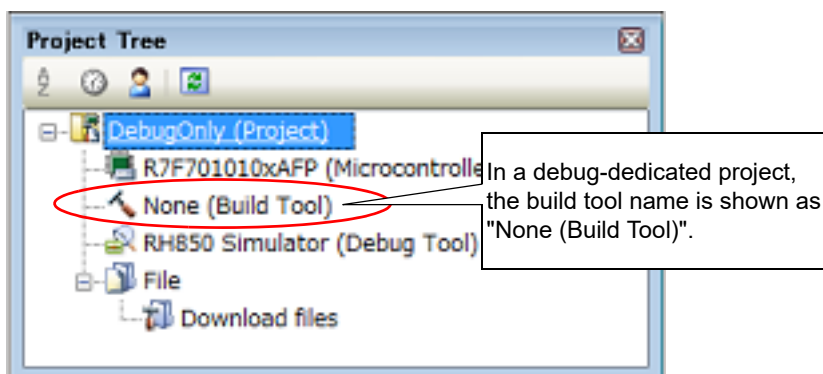 Project Tree
DebugOnly (Project)
R7F701010xAFP (Microcontrolle
None (Build Tool)
RH850 Simulator (Debug Tool)
File
Download files
In a debug-dedicated project,
the build tool name is shown as
"None (Build Tool)".